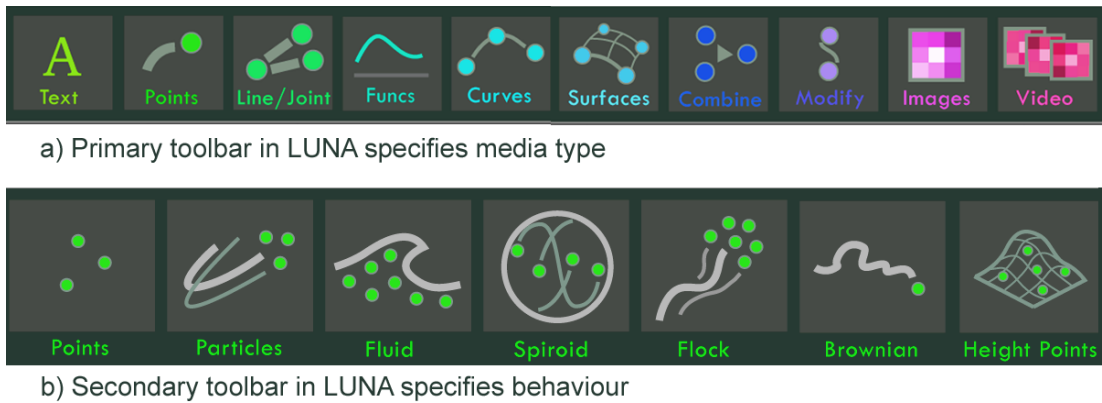 A
Text Points Line/Joint Funcs Curves Surfaces Combine Modify Images Video
a) Primary toolbar in LUNA specifies media type
Points Particles Fluid Spiroid Flock Brownian Height Points
b) Secondary toolbar in LUNA specifies behaviour